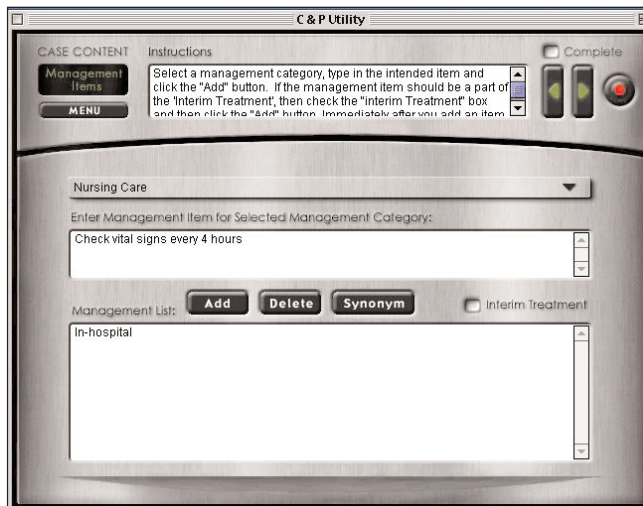 C & P Utility
CASE CONTENT
Instructions
Complete
Management
Items
MENU
Select a management category, type in the intended item and
click the "Add" button. If the management item should be a part of
the 'Interim Treatment', then check the "interim Treatment" box
and then click the "Add" button. Immediately after you add an item
Nursing Care
Enter Management Item for Selected Management Category:
Check vital signs every 4 hours
Management List:
Add
Delete
Synonym
Interim Treatment
In-hospital